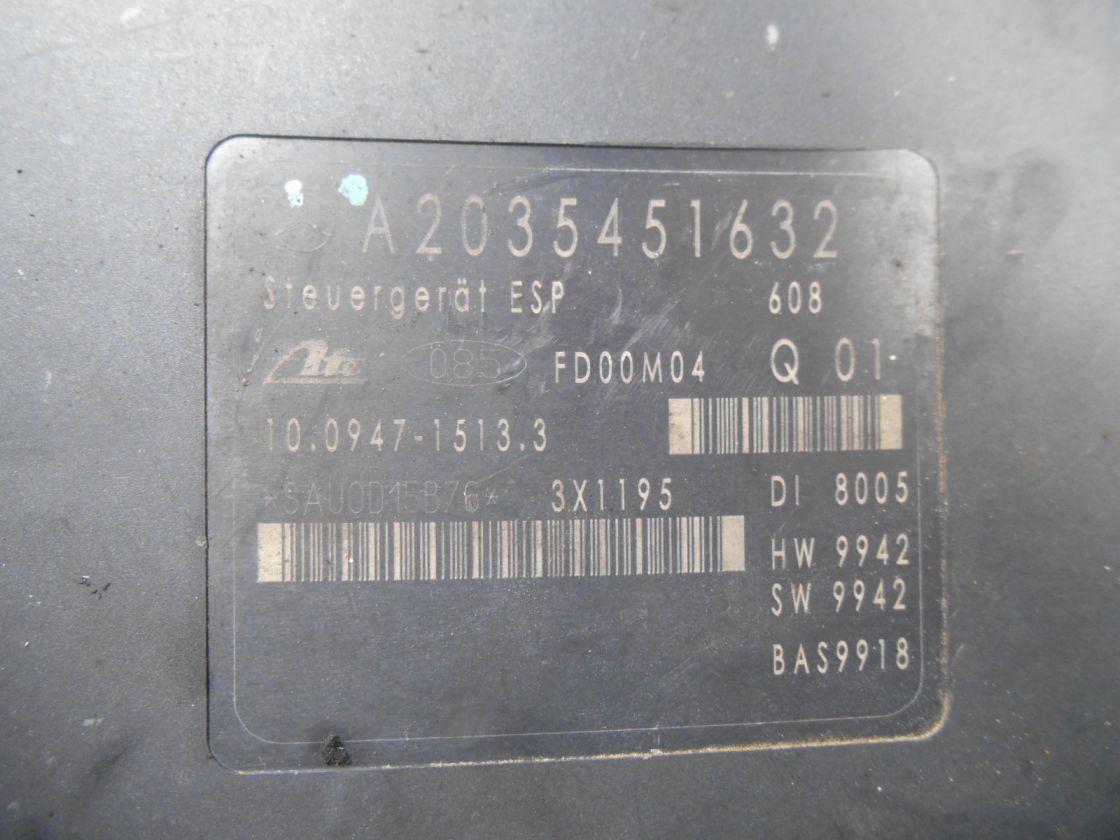 A2035451632
Steuergerät ESP 608
Ate 085 FD00M04 Q 01
10.0947-1513.3
*SAU0D15B76* 3X1195 DI 8005
HW 9942
SW 9942
BAS9918